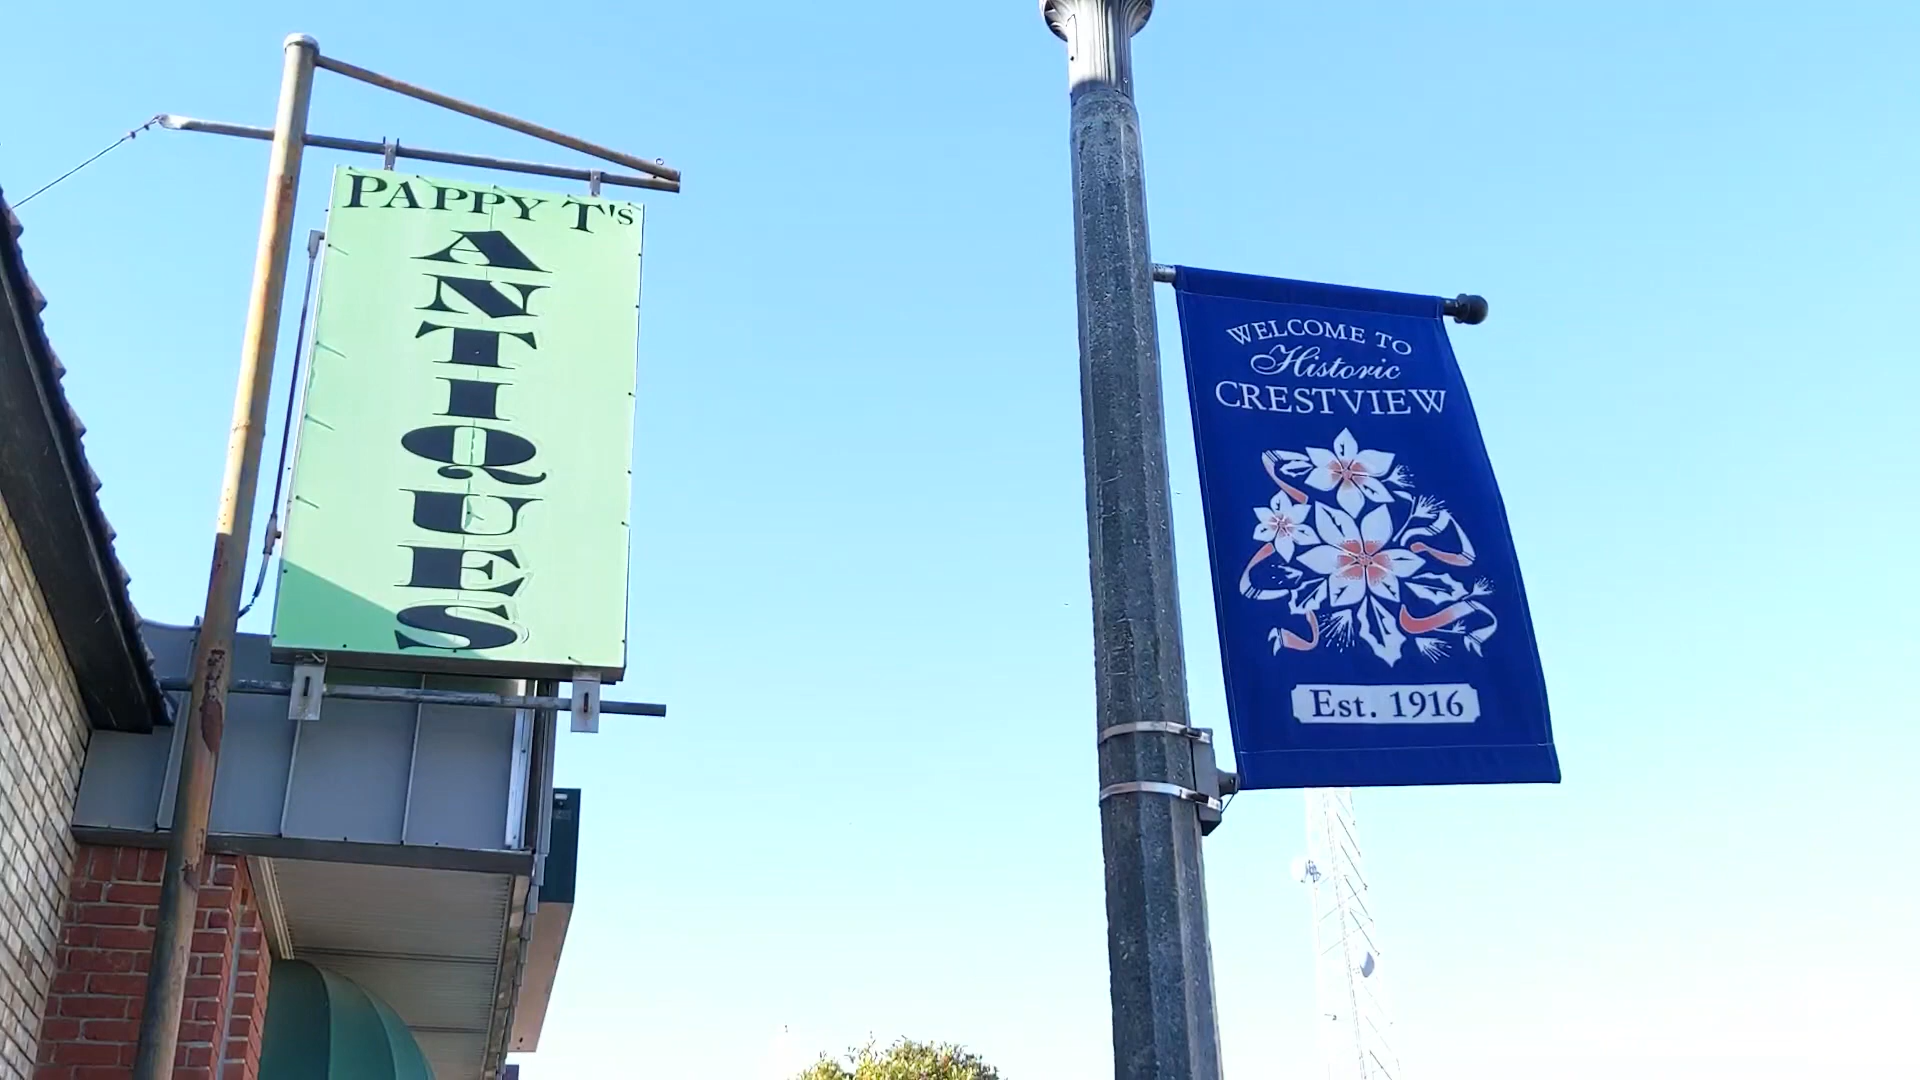 PAPPY T's
ANTIQUES
WELCOME TO
Historic
CRESTVIEW
Est. 1916